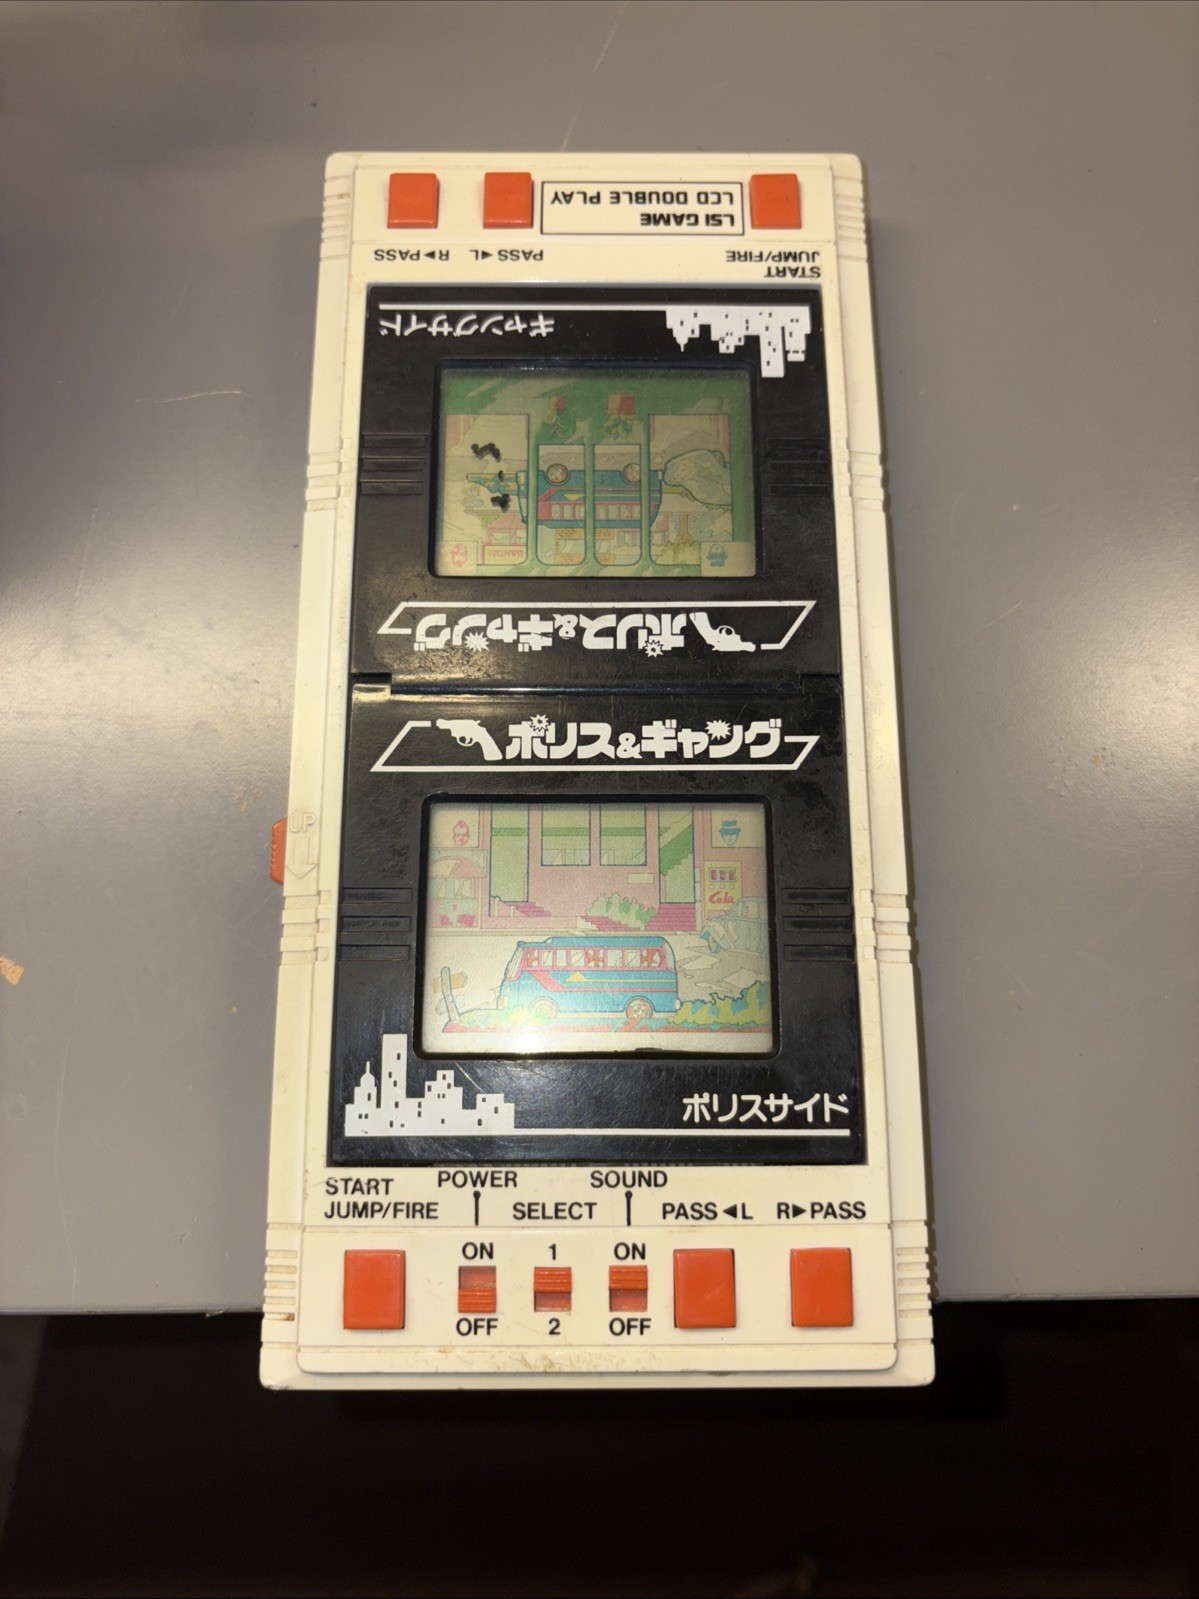 LSI GAME
LCD DOUBLE PLAY
START
JUMP/FIRE
PASS◀L
R▶PASS
ギャングサイド
BANDAI
ポリス&ギャング
ポリス&ギャング
UP
Cola
ポリスサイド
START
JUMP/FIRE
POWER
SELECT
SOUND
PASS◀L
R▶PASS
ON
1
ON
OFF
2
OFF